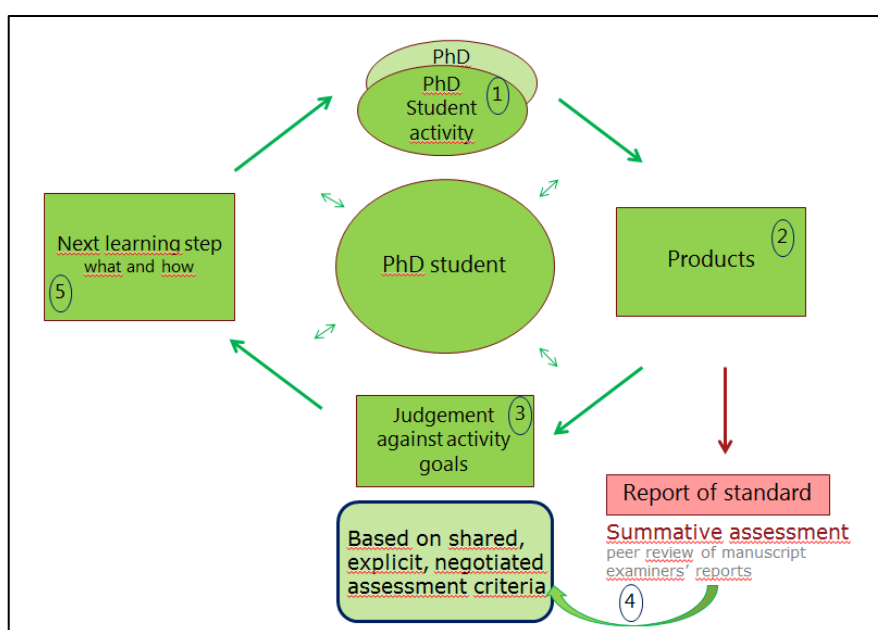 PhD
PhD
Student
activity
1
Next learning step
what and how
5
PhD student
Products
2
Judgement
against activity
goals
3
Report of standard
Based on shared,
explicit, negotiated
assessment criteria
Summative assessment
peer review of manuscript
examiners' reports
4